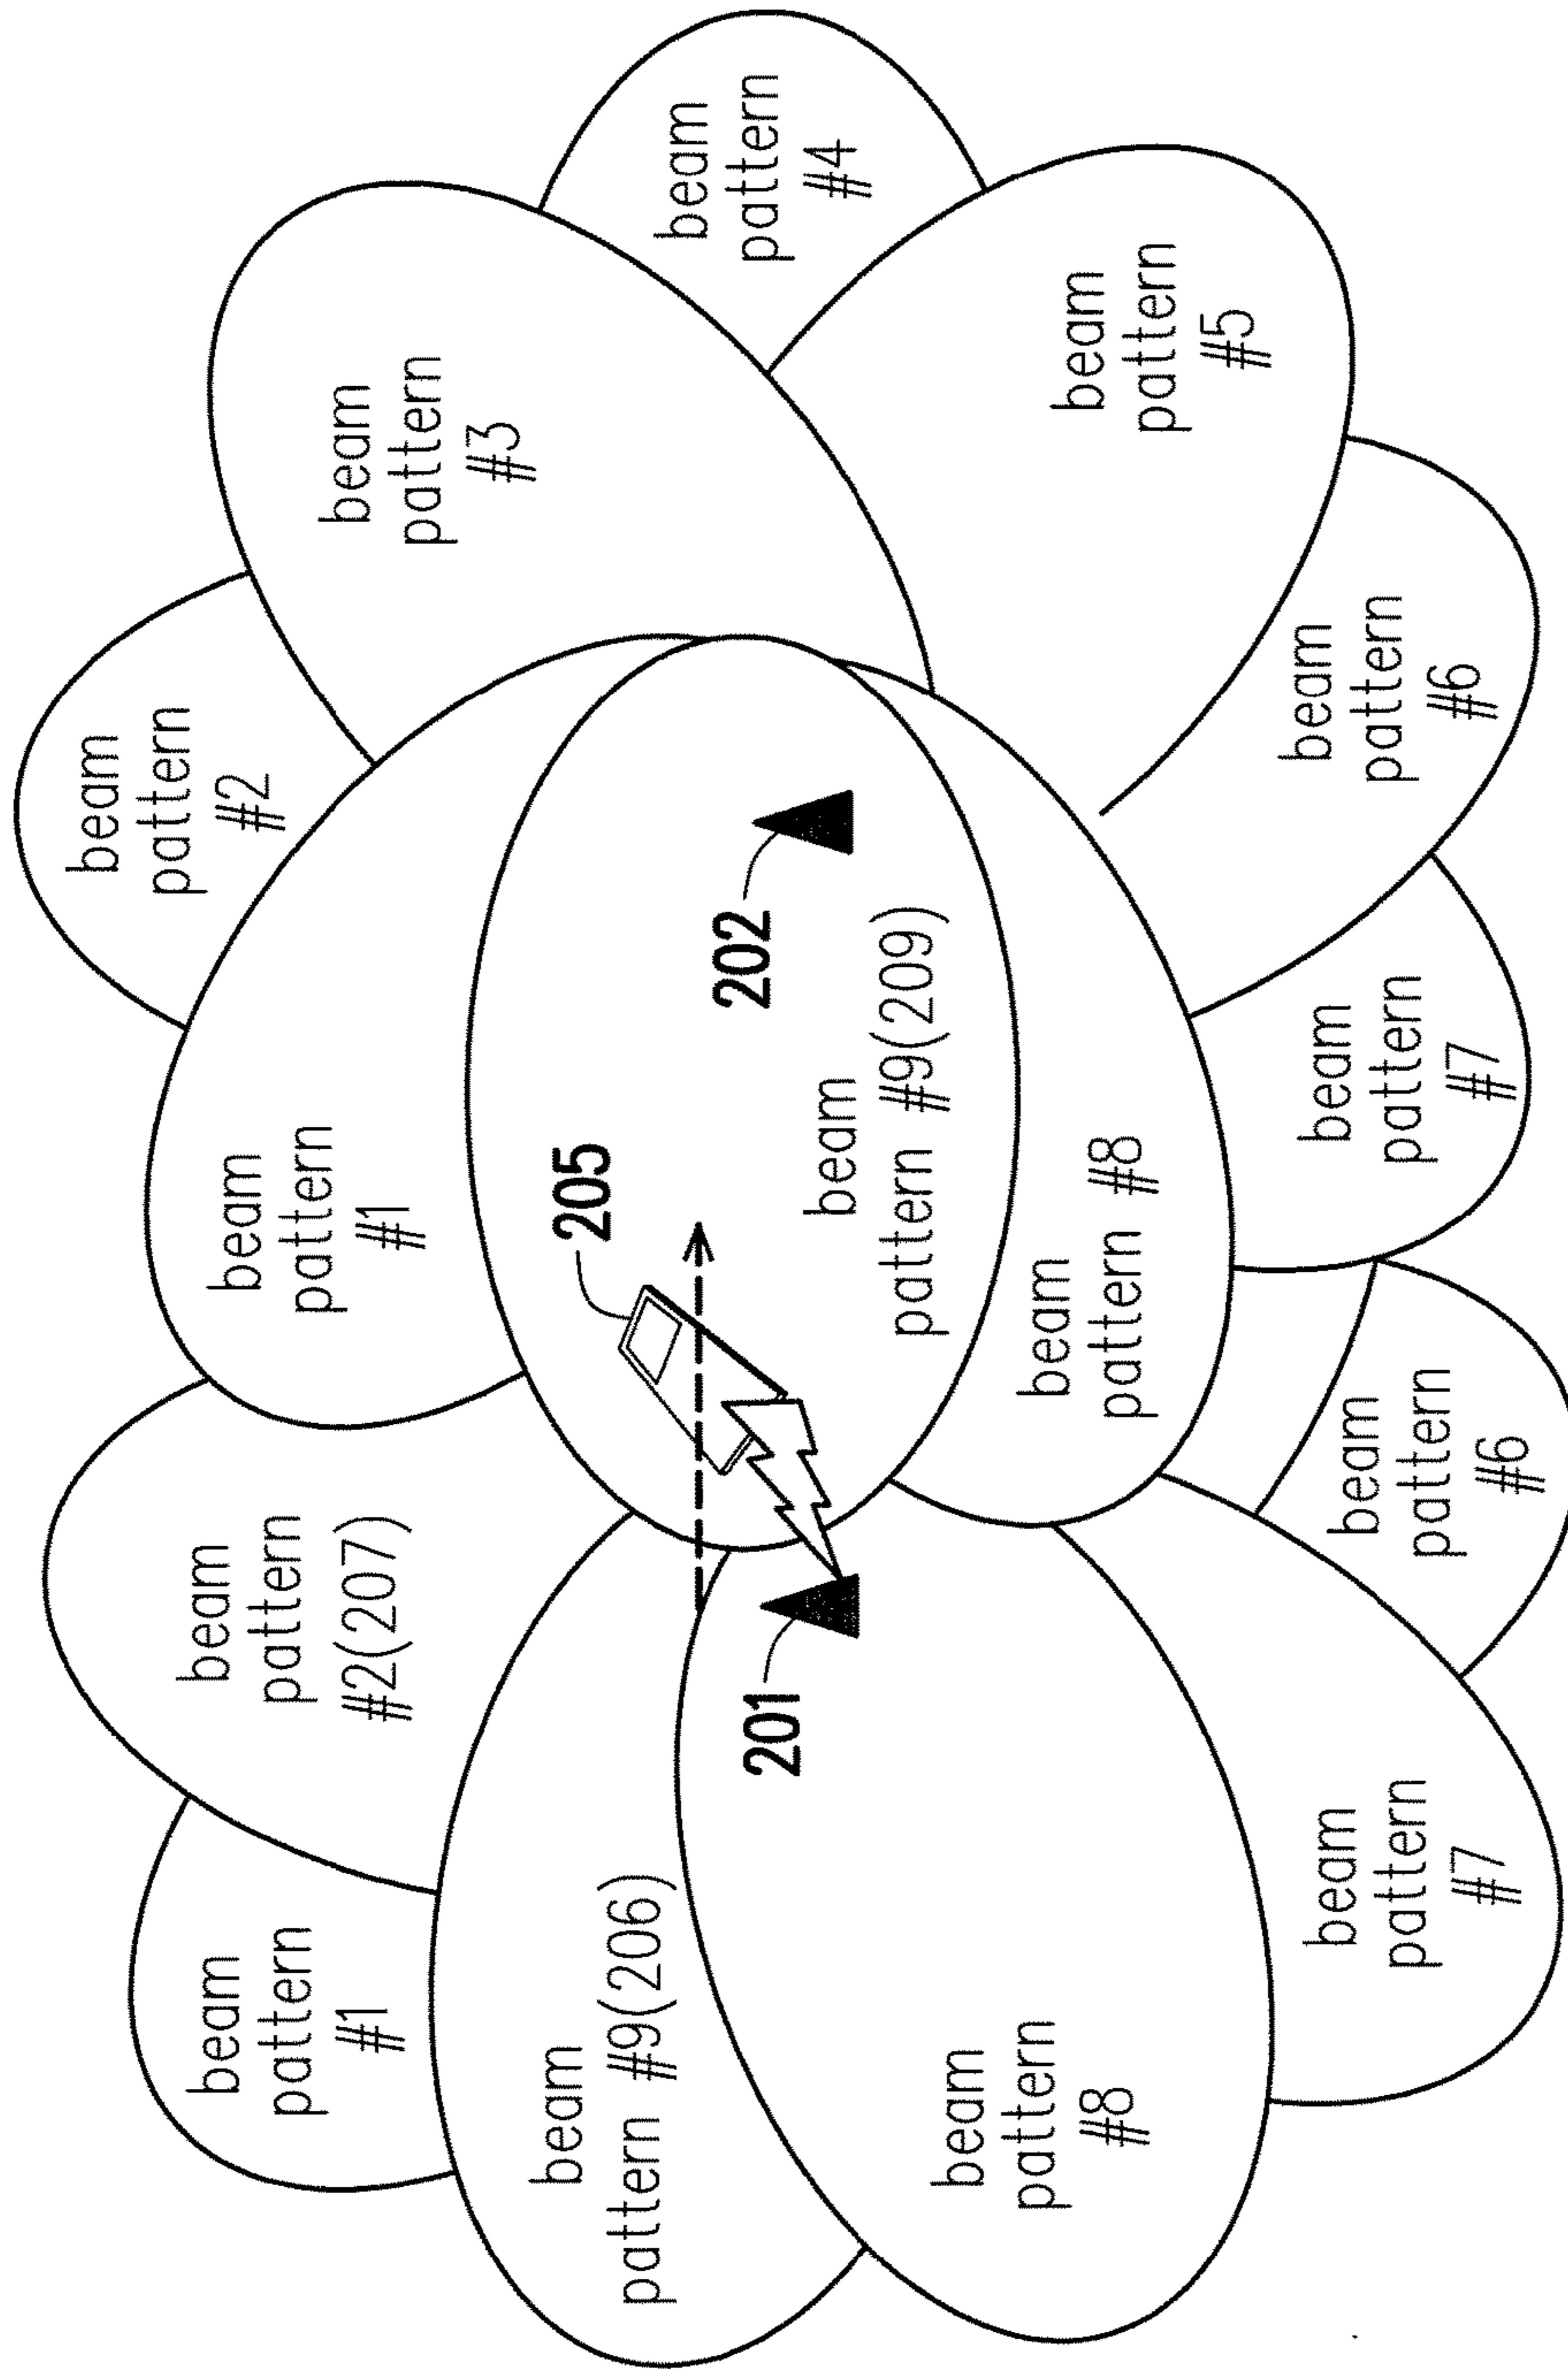 beam
pattern
#2
beam
pattern
#1
beam
pattern
#2(207)
beam
pattern
#1
beam
pattern
#3
beam
pattern #9(206)
205
beam
pattern
#4
201
202
beam
pattern #9(209)
beam
pattern
#8
beam
pattern #8
beam
pattern
#5
beam
pattern
#7
beam
pattern
#6
beam
pattern
#7
beam
pattern
#6